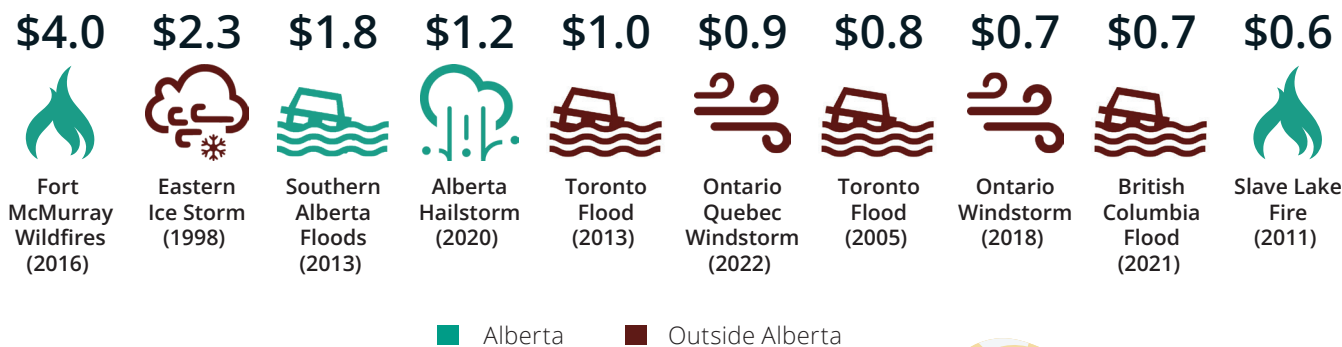 $4.0 $2.3 $1.8 $1.2 $1.0 $0.9 $0.8 $0.7 $0.7 $0.6
Fort
McMurray
Wildfires
(2016)
Eastern
Ice Storm
(1998)
Southern
Alberta
Floods
(2013)
Alberta
Hailstorm
(2020)
Toronto
Flood
(2013)
Ontario
Quebec
Windstorm
(2022)
Toronto
Flood
(2005)
Ontario
Windstorm
(2018)
British
Columbia
Flood
(2021)
Slave Lake
Fire
(2011)
Alberta
Outside Alberta